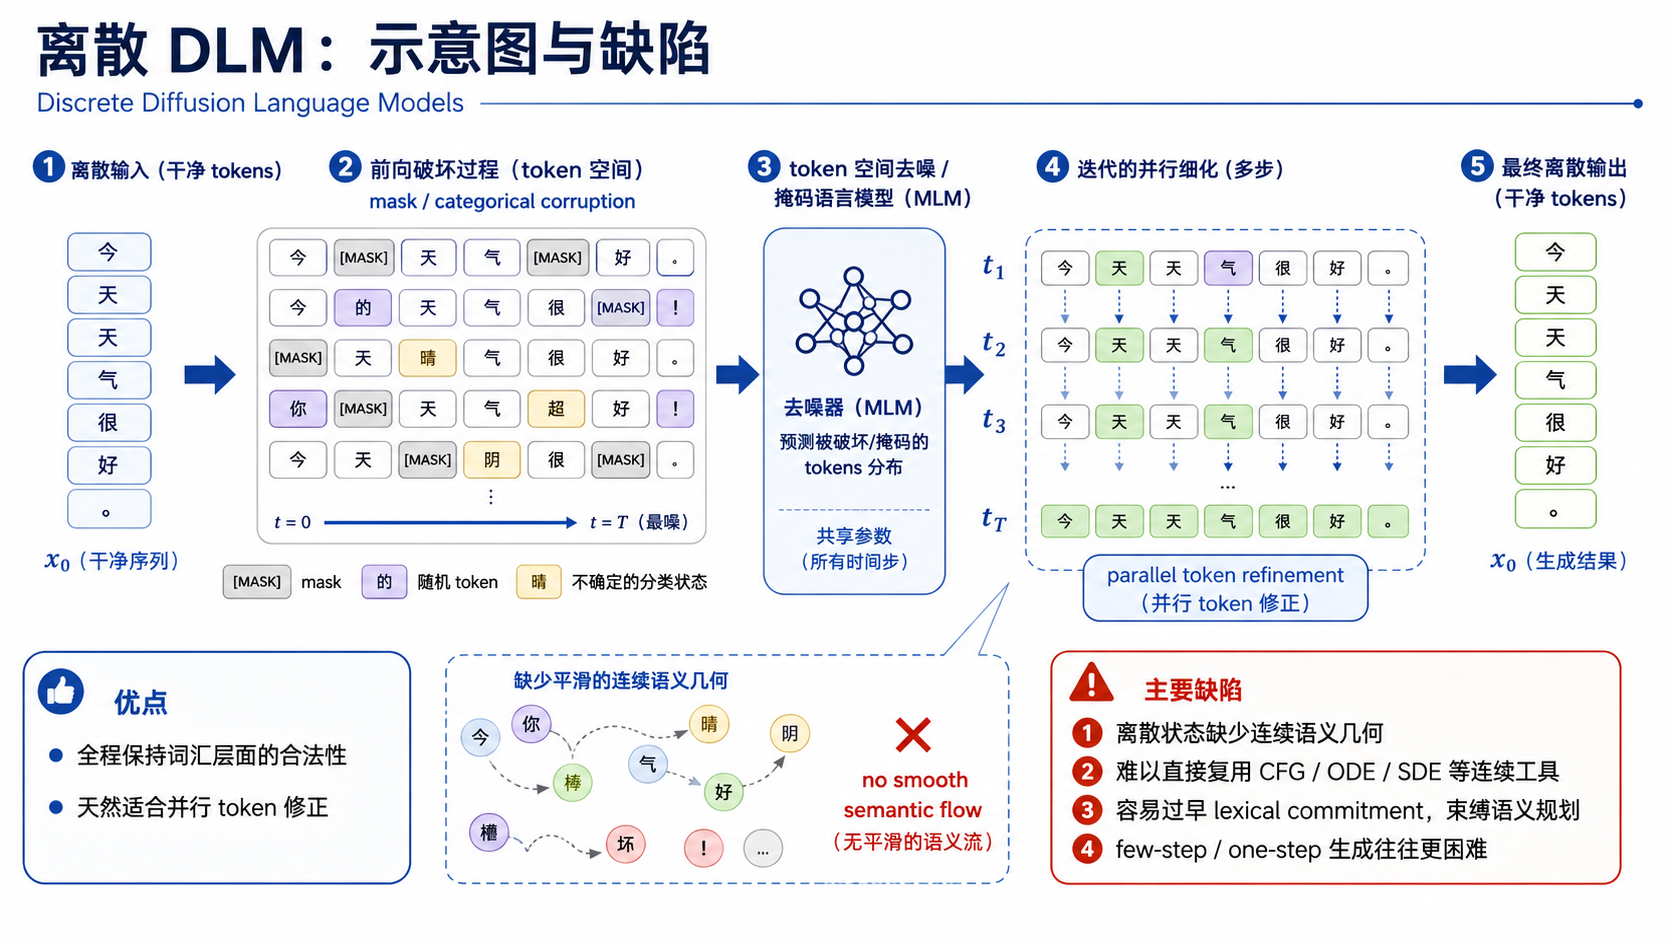 离散 DLM：示意图与缺陷
Discrete Diffusion Language Models
1 离散输入（干净 tokens）
今
天
天
气
很
好
。
x₀（干净序列）
2 前向破坏过程（token 空间）
mask / categorical corruption
今 [MASK] 天 气 [MASK] 好 。
今 的 天 气 很 [MASK] ！
[MASK] 天 晴 气 很 好 。
你 [MASK] 天 气 超 好 ！
今 天 [MASK] 阴 很 [MASK] 。
⋮
t = 0 t = T（最噪）
[MASK] mask 的 随机 token 晴 不确定的分类状态
3 token 空间去噪 /
掩码语言模型（MLM）
去噪器（MLM）
预测被破坏/掩码的
tokens 分布
共享参数
（所有时间步）
4 迭代的并行细化（多步）
t₁ 今 天 天 气 很 好 。
t₂ 今 天 天 气 很 好 。
t₃ 今 天 天 气 很 好 。
...
t_T 今 天 天 气 很 好 。
parallel token refinement
（并行 token 修正）
5 最终离散输出
（干净 tokens）
今
天
天
气
很
好
。
x₀（生成结果）
优点
• 全程保持词汇层面的合法性
• 天然适合并行 token 修正
缺少平滑的连续语义几何
今 你 棒 晴 气 好 阴
槽 坏 ！ ...
no smooth
semantic flow
（无平滑的语义流）
主要缺陷
1 离散状态缺少连续语义几何
2 难以直接复用 CFG / ODE / SDE 等连续工具
3 容易过早 lexical commitment，束缚语义规划
4 few-step / one-step 生成往往更困难